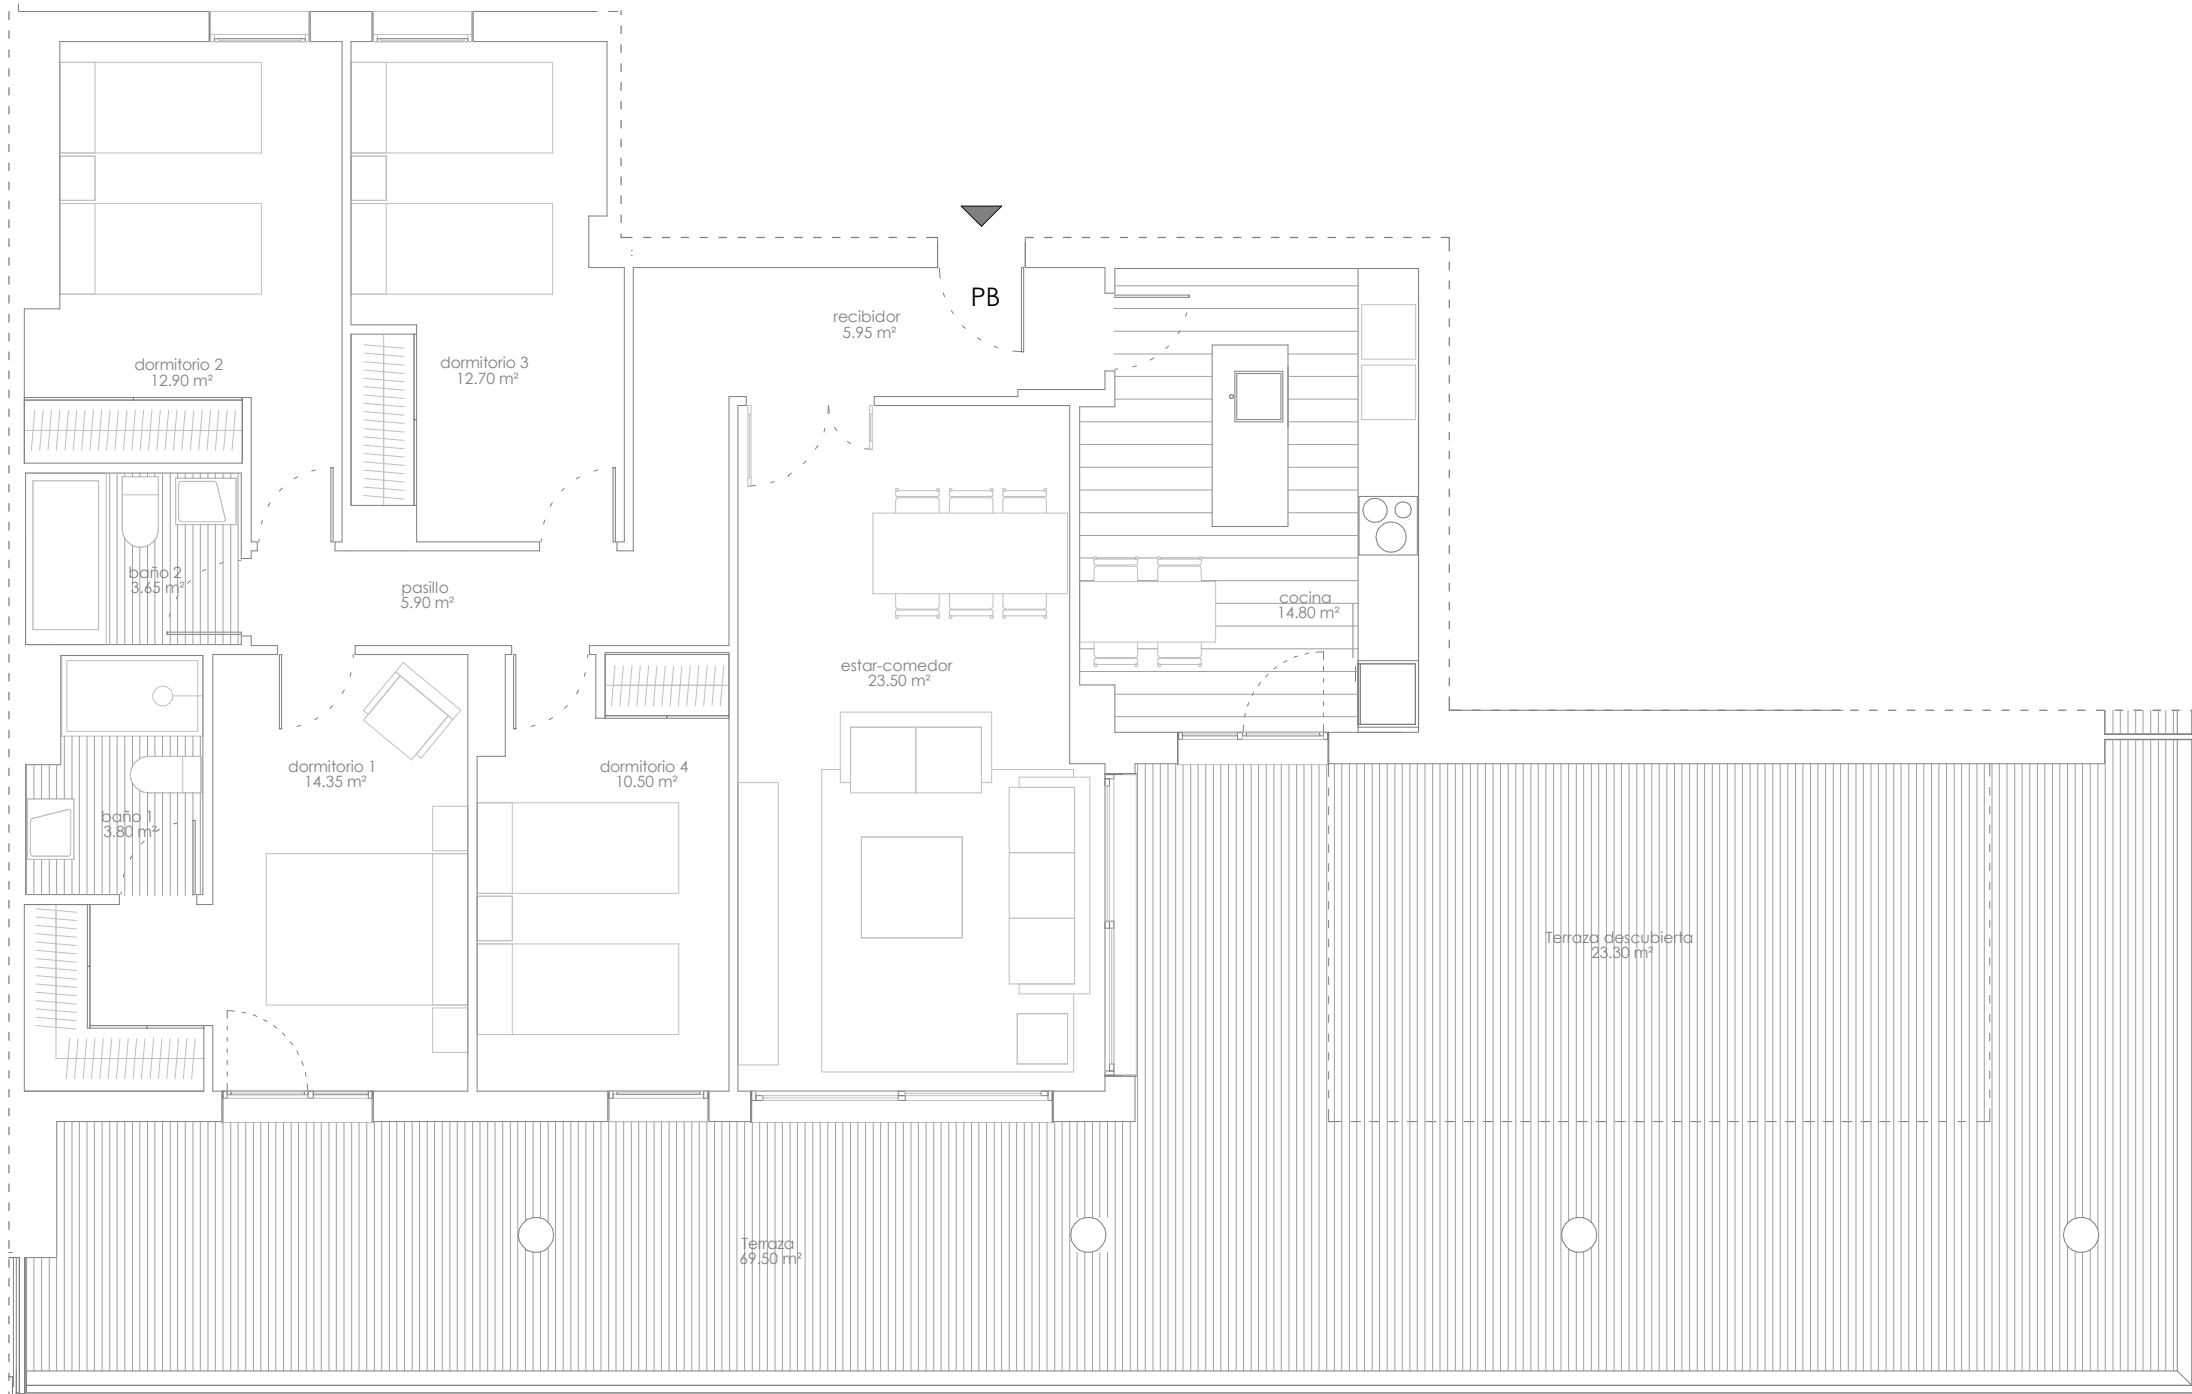 PB
recibidor
5.95 m²
dormitorio 2
12.90 m²
dormitorio 3
12.70 m²
baño 2
3.65 m²
pasillo
5.90 m²
cocina
14.80 m²
estar-comedor
23.50 m²
dormitorio 1
14.35 m²
dormitorio 4
10.50 m²
baño 1
3.80 m²
Terraza descubierta
23.30 m²
Terraza
69.50 m²